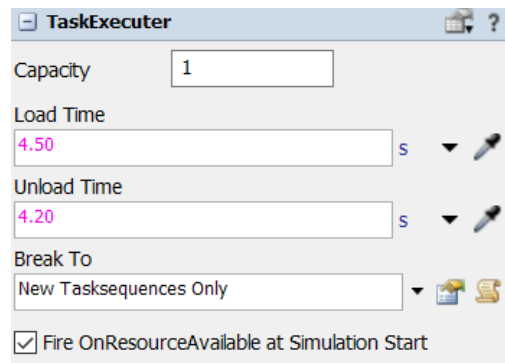 TaskExecuter ?
Capacity 1
Load Time
4.50 s
Unload Time
4.20 s
Break To
New Tasksequences Only
Fire OnResourceAvailable at Simulation Start